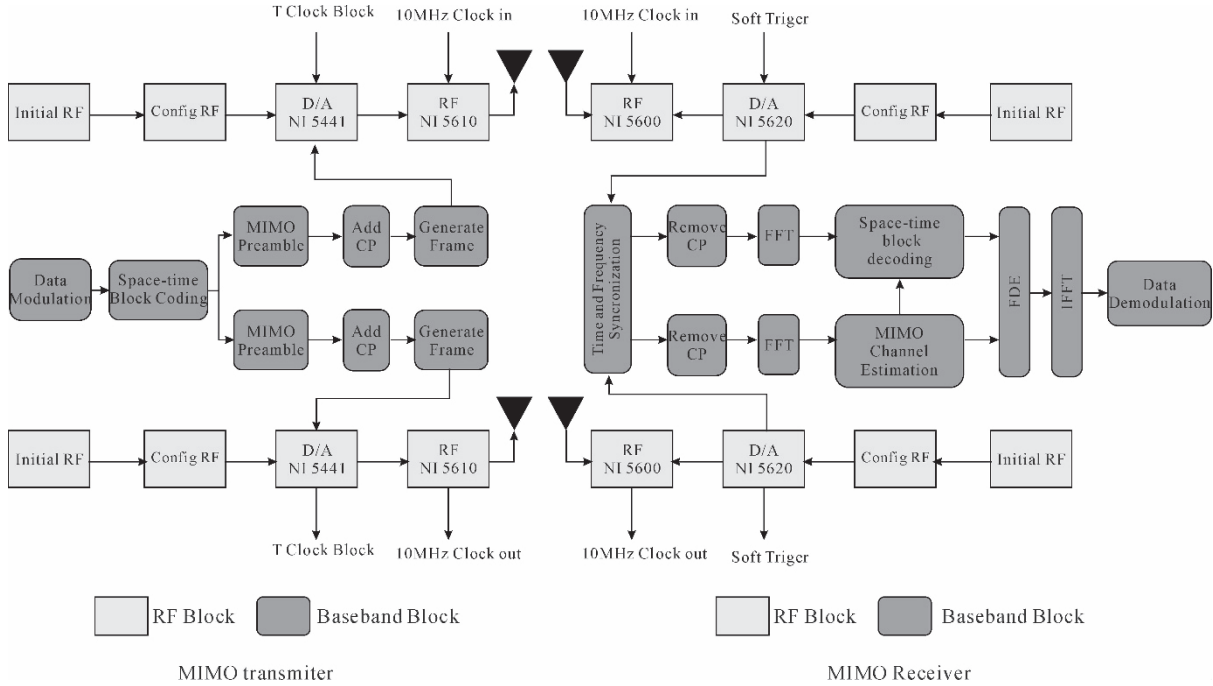 T Clock Block
10MHz Clock in
10MHz Clock in
Soft Triger
Initial RF
Config RF
D/A
NI 5441
RF
NI 5610
RF
NI 5600
D/A
NI 5620
Config RF
Initial RF
Data
Modulation
Space-time
Block Coding
MIMO
Preamble
Add
CP
Generate
Frame
MIMO
Preamble
Add
CP
Generate
Frame
Time and Frequency
Syncronization
Remove
CP
FFT
Space-time
block
decoding
Remove
CP
FFT
MIMO
Channel
Estimation
FDE
IFFT
Data
Demodulation
Initial RF
Config RF
D/A
NI 5441
RF
NI 5610
RF
NI 5600
D/A
NI 5620
Config RF
Initial RF
T Clock Block
10MHz Clock out
10MHz Clock out
Soft Triger
RF Block
Baseband Block
RF Block
Baseband Block
MIMO transmiter
MIMO Receiver